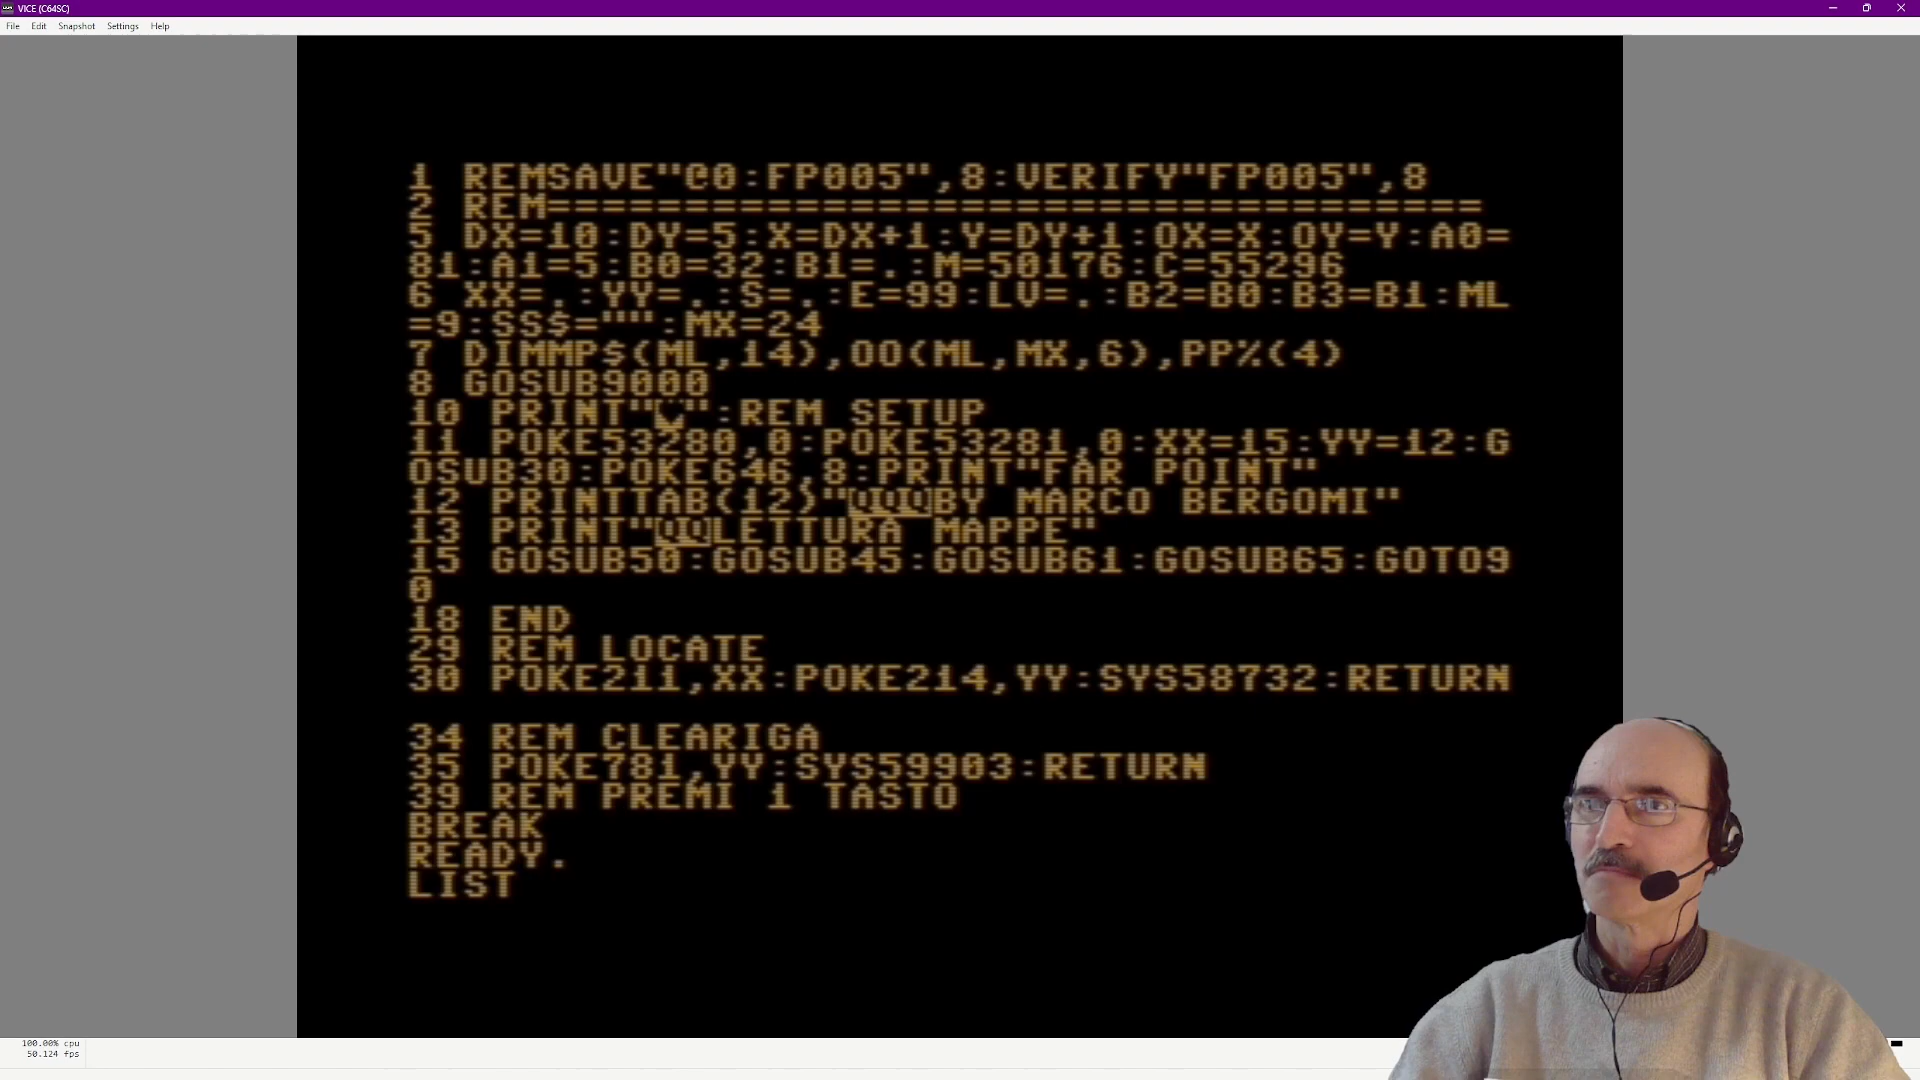 VICE (C64SC)
File Edit Snapshot Settings Help
1 REMSAVE"@0:FP005",8:VERIFY"FP005",8
2 REM==================================
5 DX=10:DY=5:X=DX+1:Y=DY+1:OX=X:OY=Y:A0=
81:A1=5:B0=32:B1=.:M=50176:C=55296
6 XX=.:YY=.:S=.:E=99:LV=.:B2=B0:B3=B1:ML
=9:SS$="":MX=24
7 DIMMP$(ML,14),OO(ML,MX,6),PP%(4)
8 GOSUB9000
10 PRINT"♥":REM SETUP
11 POKE53280,0:POKE53281,0:XX=15:YY=12:G
OSUB30:POKE646,8:PRINT"FAR POINT"
12 PRINTTAB(12)"QQQBY MARCO BERGOMI"
13 PRINT"QQLETTURA MAPPE"
15 GOSUB50:GOSUB45:GOSUB61:GOSUB65:GOTO9
0
18 END
29 REM LOCATE
30 POKE211,XX:POKE214,YY:SYS58732:RETURN
34 REM CLEARIGA
35 POKE781,YY:SYS59903:RETURN
39 REM PREMI 1 TASTO
BREAK
READY.
LIST
100.00% cpu
50.124 fps